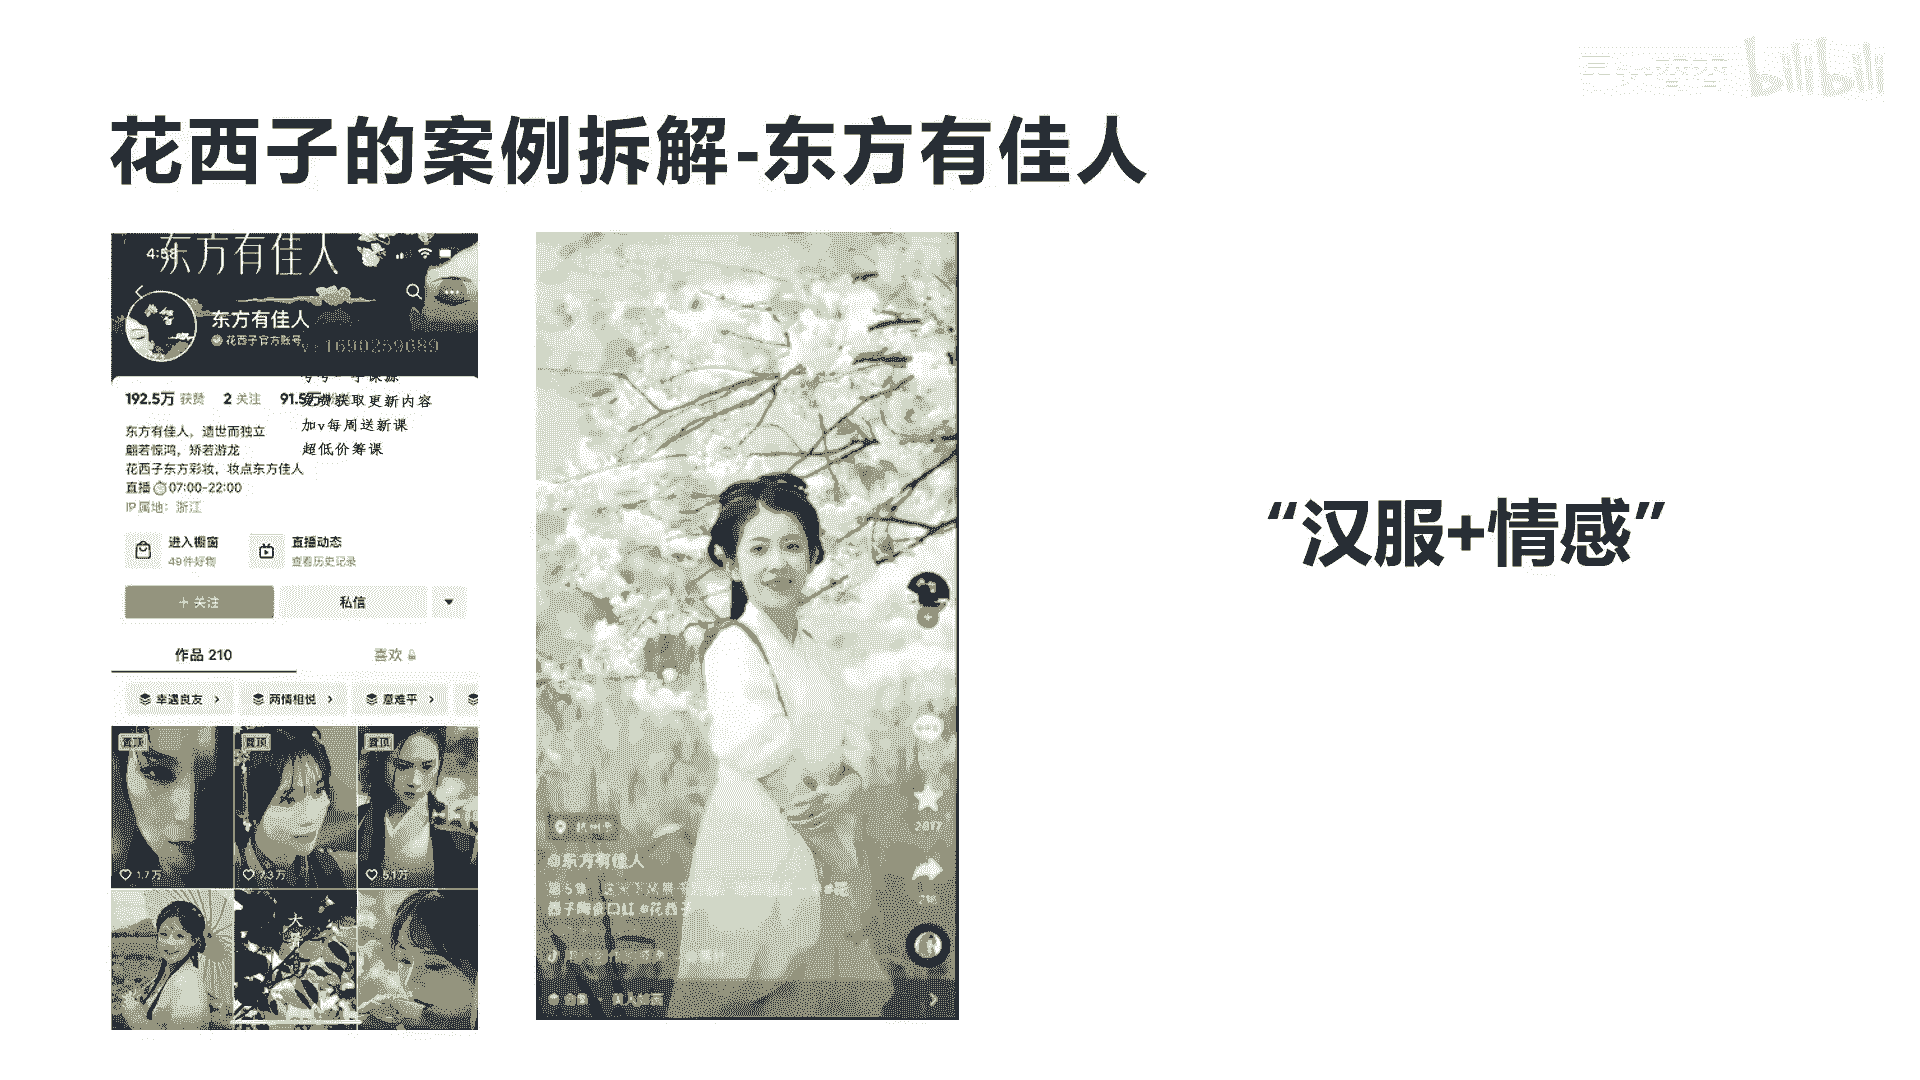 bilibili
花西子的案例拆解-东方有佳人
东方有佳人
4:58
东方有佳人
花西子官方账号
v:1690259689
192.5万 获赞 2 关注 91.5万
免费获取更新内容
加v每周送新课
超低价筹课
东方有佳人，遗世而独立
翩若惊鸿，矫若游龙
花西子东方彩妆，妆点东方佳人
直播 07:00-22:00
IP属地：浙江
进入橱窗
49件好物
直播动态
查看历史记录
+ 关注
私信
作品 210
喜欢
幸遇良友
两情相悦
意难平
置顶
置顶
置顶
1.7万
7.3万
5.1万
大
杭州市
@东方有佳人
西子陶瓷口红 #花西子
2017
“汉服+情感”